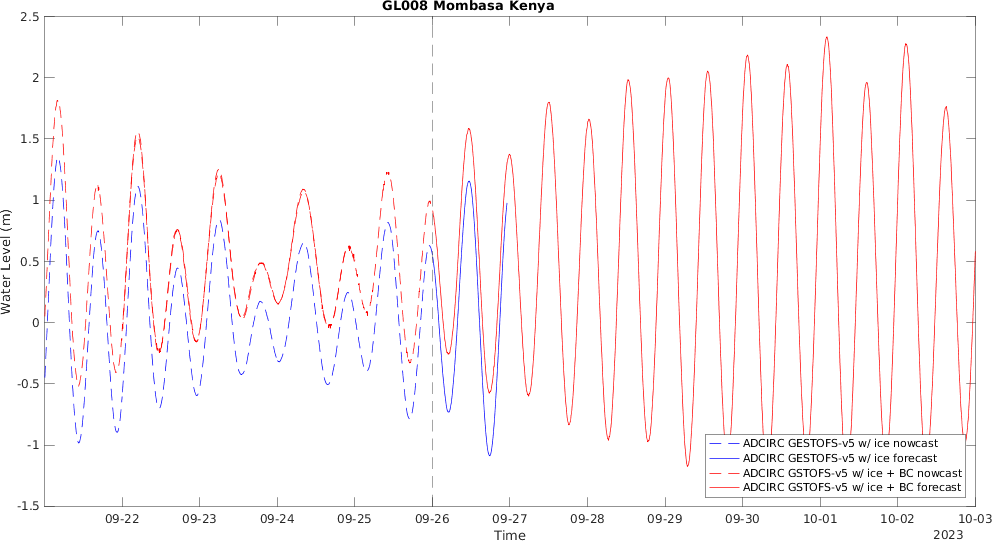 GL008 Mombasa Kenya
Water Level (m)
2.5
2
1.5
1
0.5
0
-0.5
-1
-1.5
ADCIRC GESTOFS-v5 w/ ice nowcast
ADCIRC GESTOFS-v5 w/ ice forecast
ADCIRC GSTOFS-v5 w/ ice + BC nowcast
ADCIRC GSTOFS-v5 w/ ice + BC forecast
09-22 09-23 09-24 09-25 09-26 09-27 09-28 09-29 09-30 10-01 10-02 10-03
Time
2023